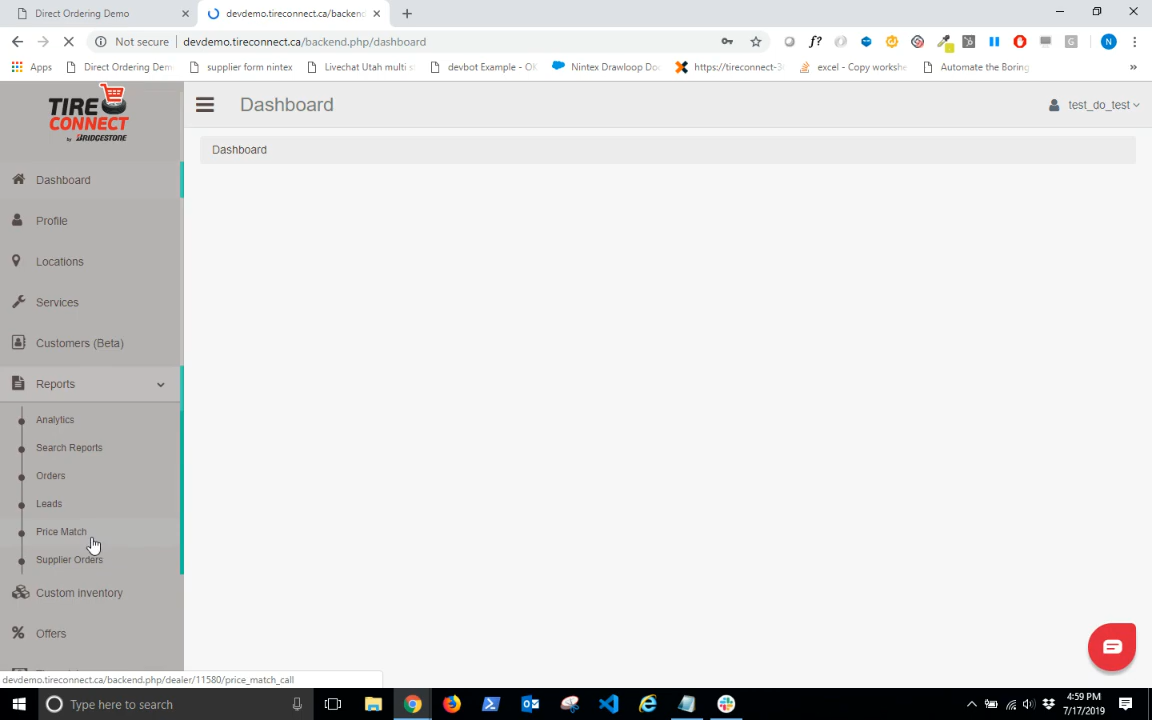 Direct Ordering Demo
devdemo.tireconnect.ca/backend
Not secure
devdemo.tireconnect.ca/backend.php/dashboard
Apps
Direct Ordering Dem
supplier form nintex
Livechat Utah multi s
devbot Example - OK
Nintex Drawloop Do
https://tireconnect-3
excel - Copy workshe
Automate the Boring
TIRE
CONNECT
by BRIDGESTONE
Dashboard
test_do_test
Dashboard
Dashboard
Profile
Locations
Services
Customers (Beta)
Reports
Analytics
Search Reports
Orders
Leads
Price Match
Supplier Orders
Custom inventory
Offers
devdemo.tireconnect.ca/backend.php/dealer/11580/price_match_call
Type here to search
4:59 PM
7/17/2019